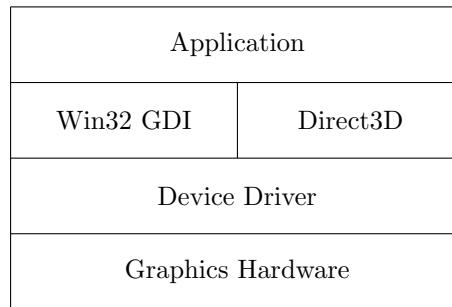 Application
Win32 GDI
Direct3D
Device Driver
Graphics Hardware